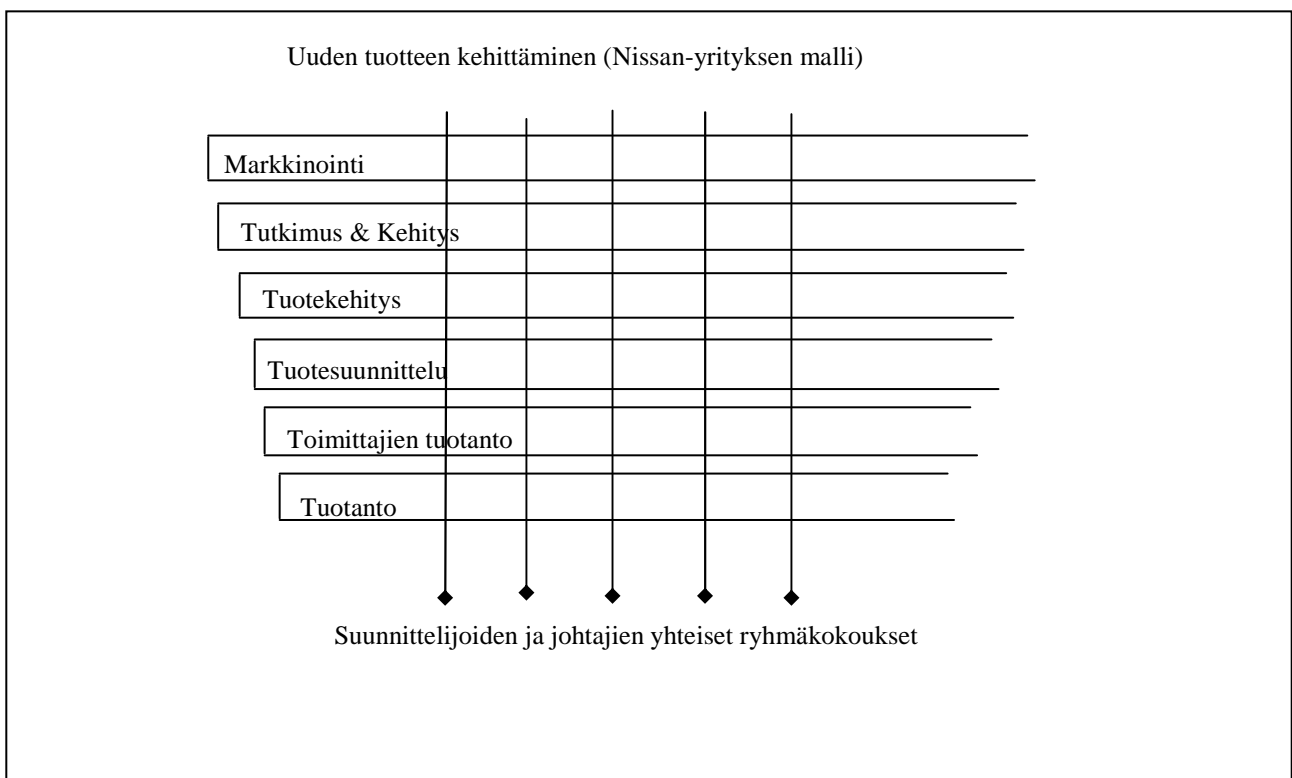 Uuden tuotteen kehittäminen (Nissan-yrityksen malli)
Markkinointi
Tutkimus & Kehitys
Tuotekehitys
Tuotesuunnittelu
Toimittajien tuotanto
Tuotanto
Suunnittelijoiden ja johtajien yhteiset ryhmäkokoukset